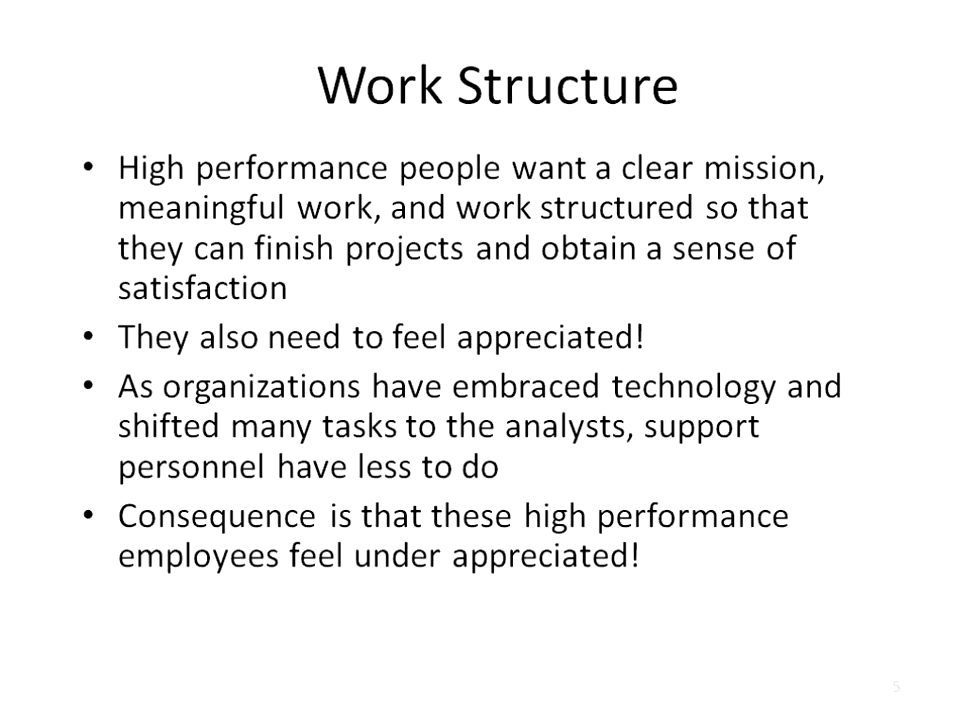 Work Structure
• High performance people want a clear mission,
meaningful work, and work structured so that
they can finish projects and obtain a sense of
satisfaction
• They also need to feel appreciated!
• As organizations have embraced technology and
shifted many tasks to the analysts, support
personnel have less to do
• Consequence is that these high performance
employees feel under appreciated!
5